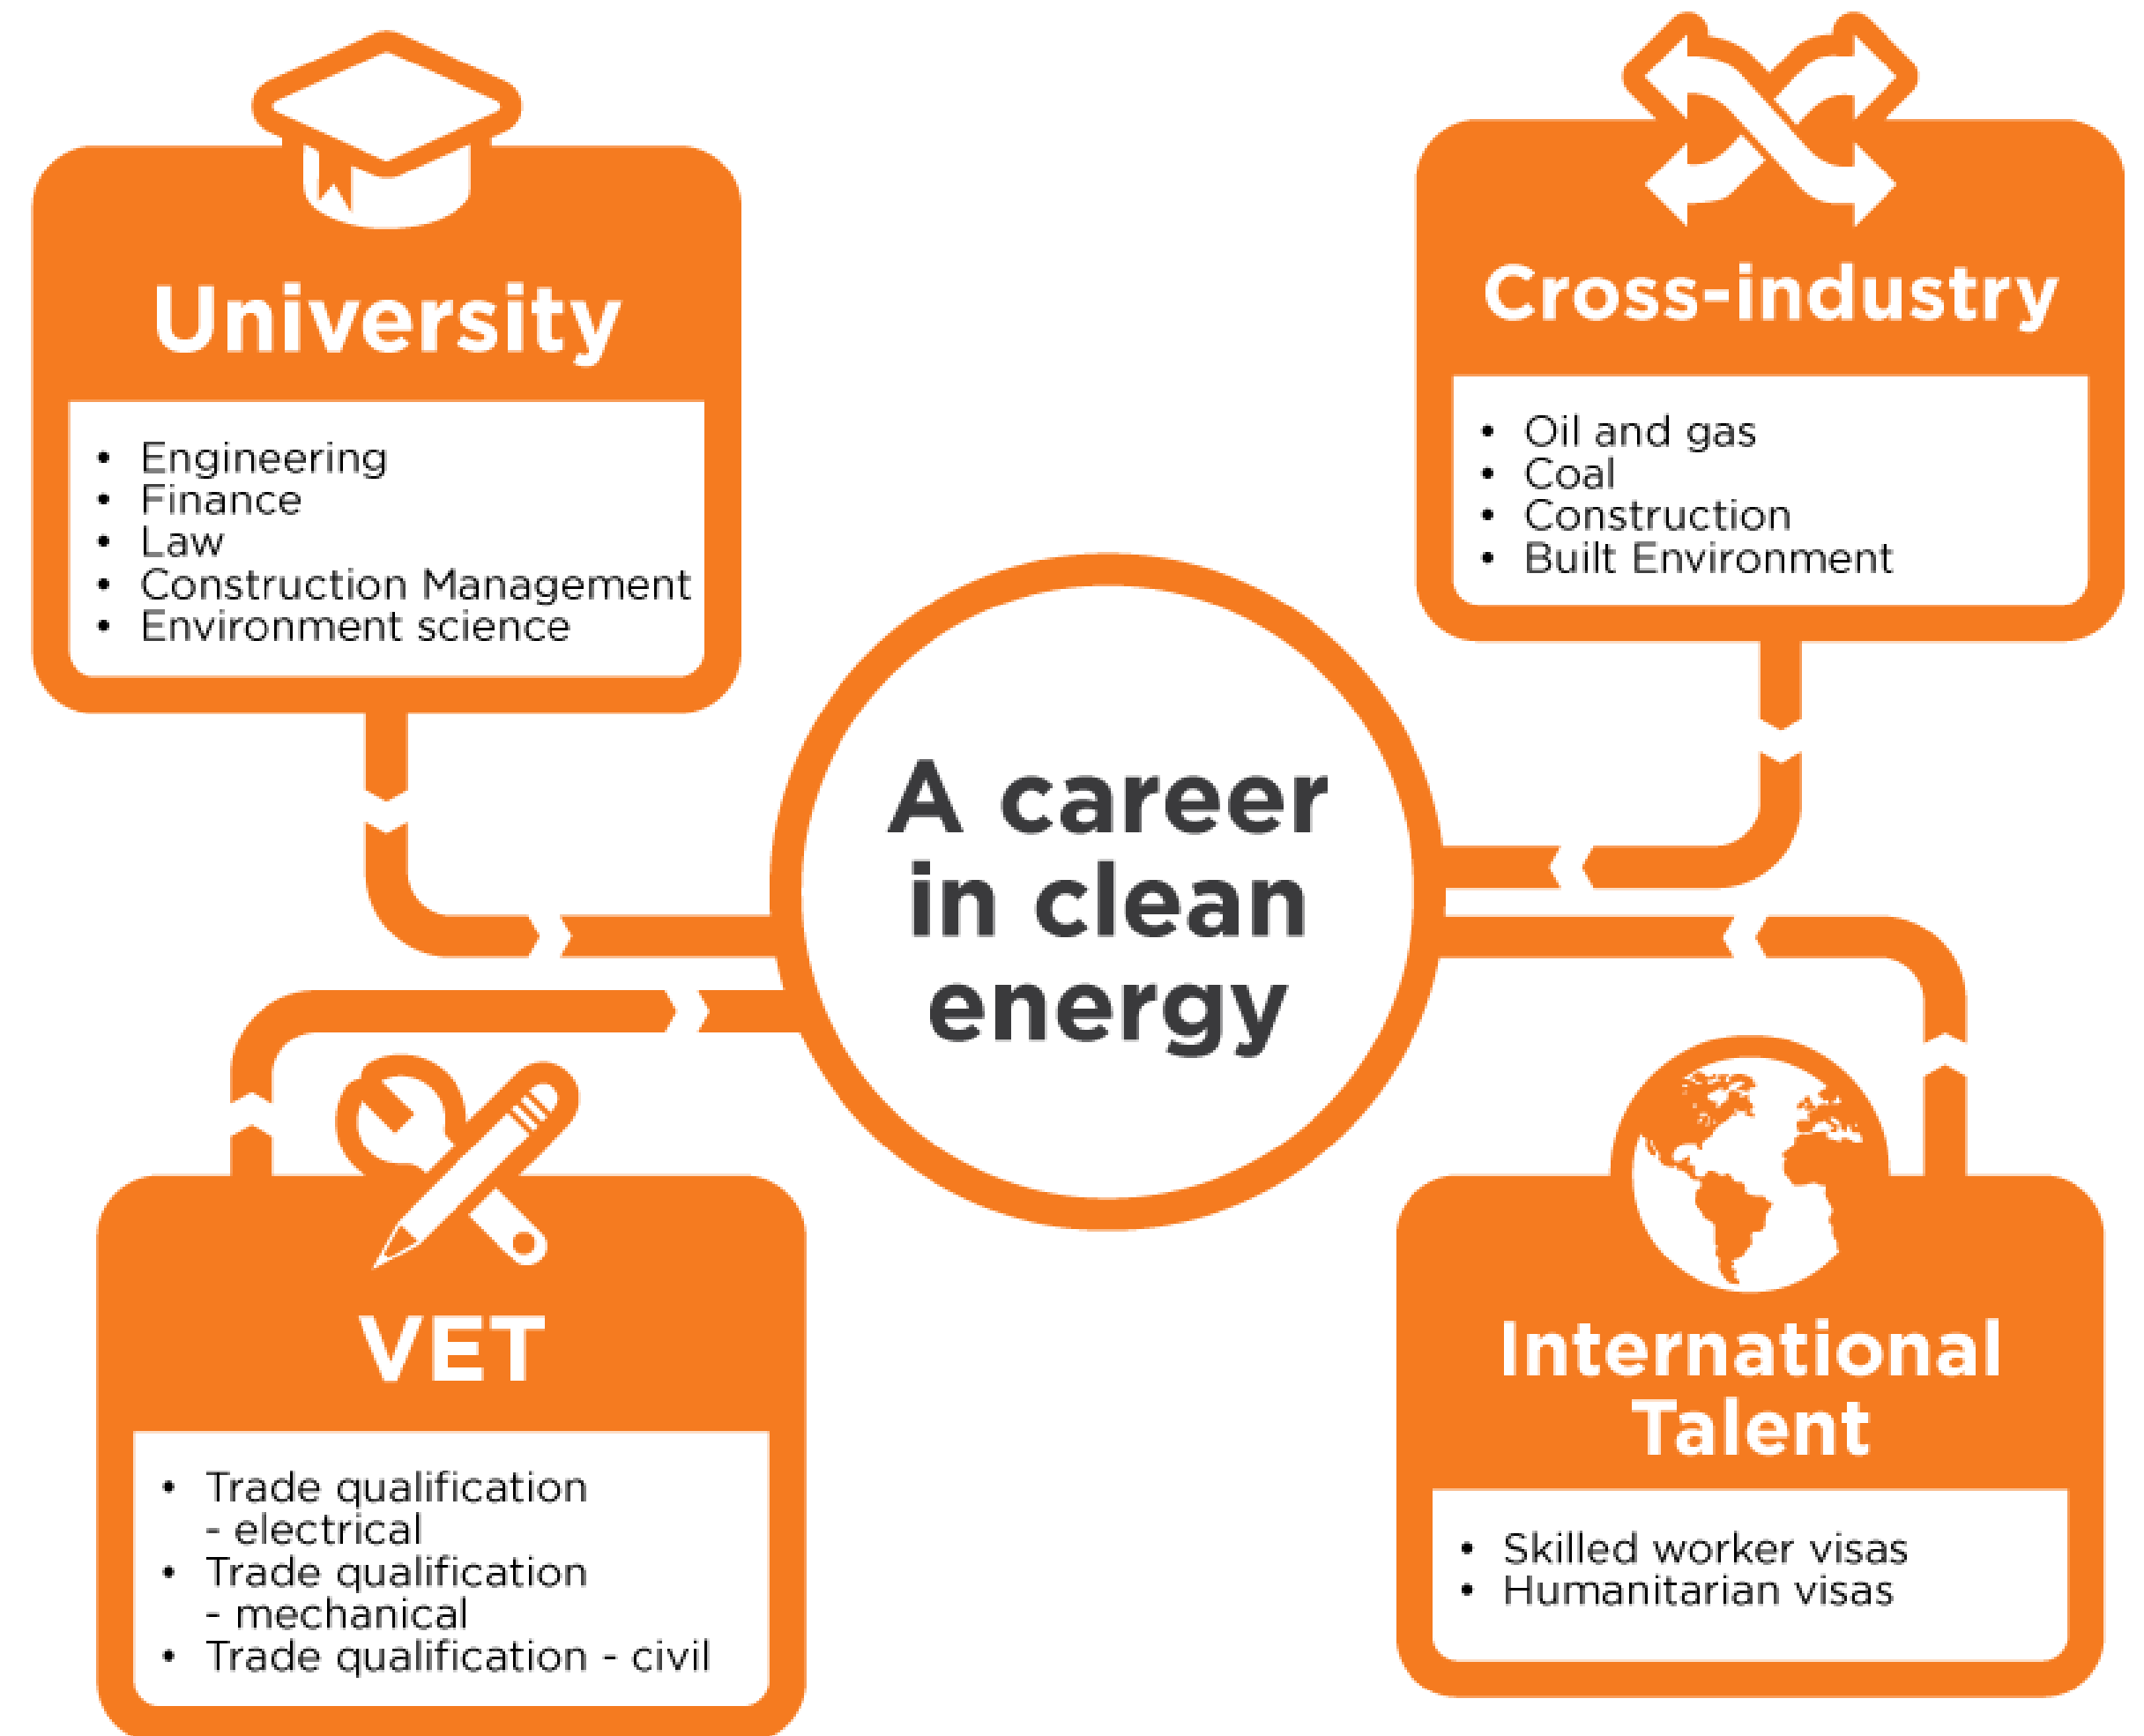 University
• Engineering
• Finance
• Law
• Construction Management
• Environment science
Cross-industry
• Oil and gas
• Coal
• Construction
• Built Environment
A career
in clean
energy
VET
• Trade qualification
- electrical
• Trade qualification
- mechanical
• Trade qualification - civil
International
Talent
• Skilled worker visas
• Humanitarian visas